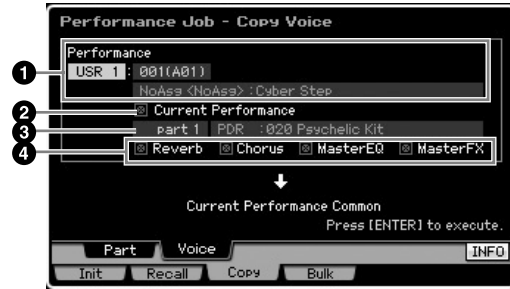 Performance Job - Copy Voice
Performance
1 USR 1 : 001(A01)
NoAsg <NoAsg> :Cyber Step
2 Current Performance
3 part 1 PDR :020 Psychelic Kit
4 Reverb Chorus MasterEQ MasterFX
Current Performance Common
Press [ENTER] to execute.
Part Voice INFO
Init Recall Copy Bulk